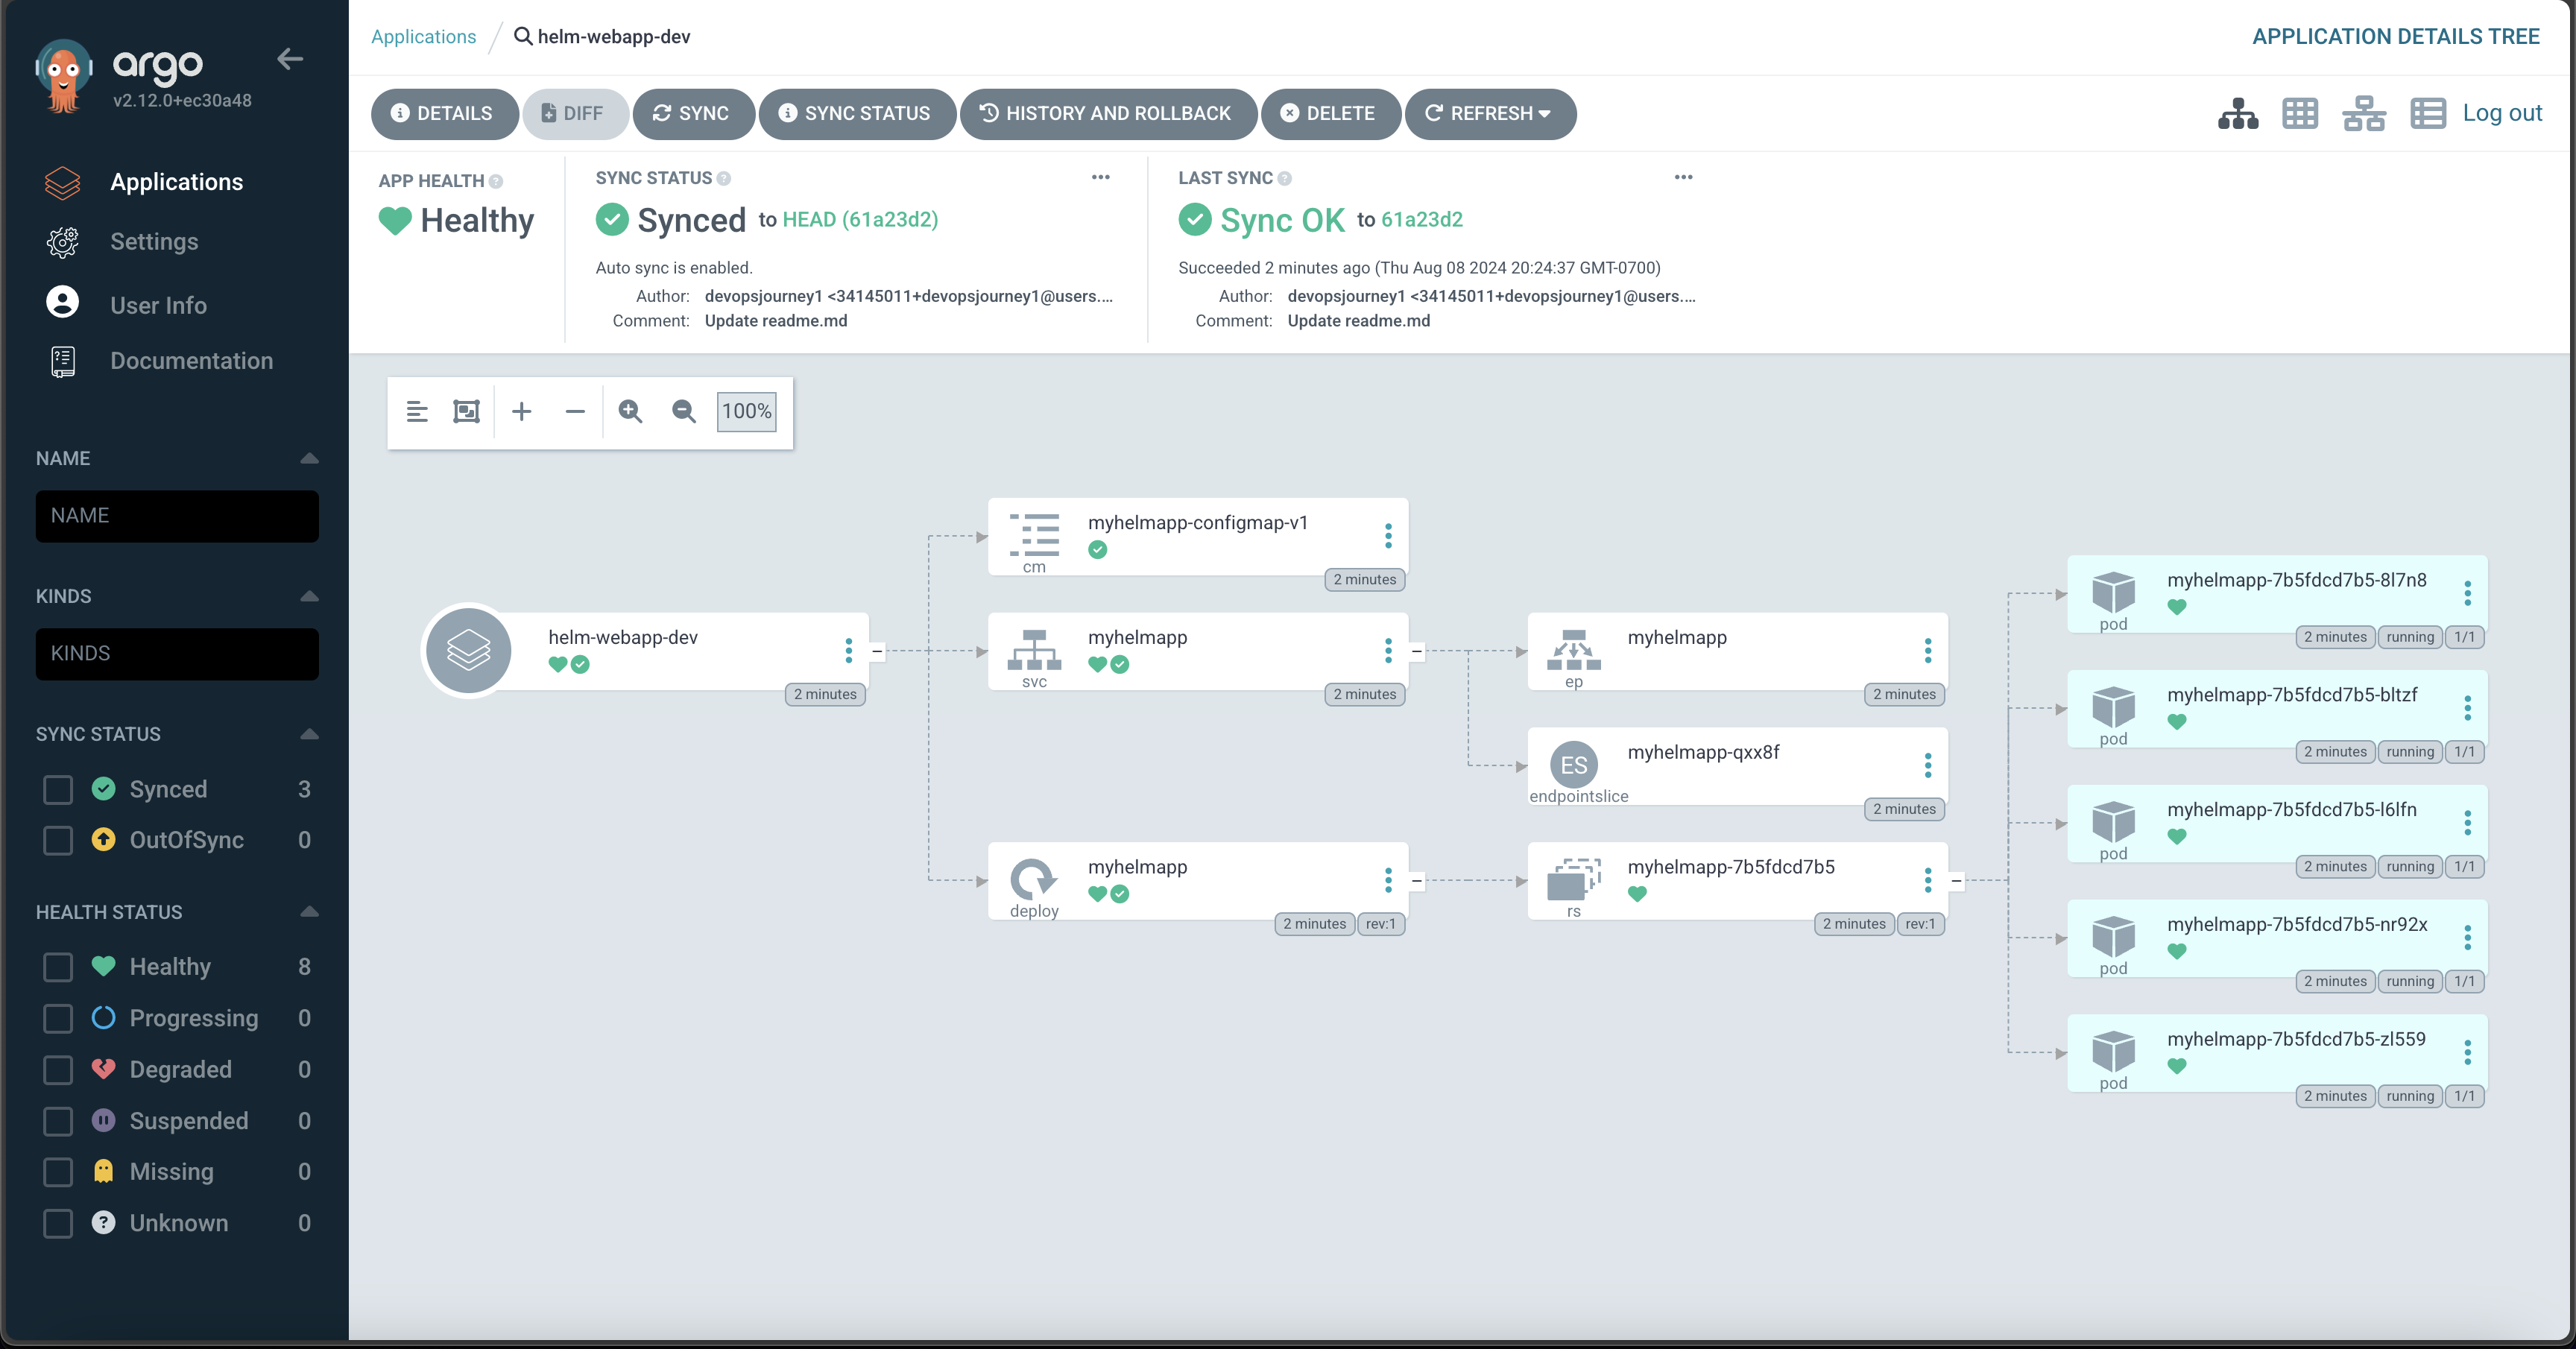 argo
v2.12.0+ec30a48
Applications
Settings
User Info
Documentation
NAME
NAME
KINDS
KINDS
SYNC STATUS
Synced 3
OutOfSync 0
HEALTH STATUS
Healthy 8
Progressing 0
Degraded 0
Suspended 0
Missing 0
Unknown 0
Applications / helm-webapp-dev
APPLICATION DETAILS TREE
DETAILS DIFF SYNC SYNC STATUS HISTORY AND ROLLBACK DELETE REFRESH
Log out
APP HEALTH
Healthy
SYNC STATUS
Synced to HEAD (61a23d2)
Auto sync is enabled.
Author: devopsjourney1 <34145011+devopsjourney1@users....
Comment: Update readme.md
LAST SYNC
Sync OK to 61a23d2
Succeeded 2 minutes ago (Thu Aug 08 2024 20:24:37 GMT-0700)
Author: devopsjourney1 <34145011+devopsjourney1@users....
Comment: Update readme.md
100%
helm-webapp-dev
2 minutes
myhelmapp-configmap-v1
cm
2 minutes
myhelmapp
svc
2 minutes
myhelmapp
deploy
2 minutes rev:1
myhelmapp
ep
2 minutes
myhelmapp-qxx8f
ES
endpointslice
2 minutes
myhelmapp-7b5fdcd7b5
rs
2 minutes rev:1
myhelmapp-7b5fdcd7b5-8l7n8
pod
2 minutes running 1/1
myhelmapp-7b5fdcd7b5-bltzf
pod
2 minutes running 1/1
myhelmapp-7b5fdcd7b5-l6lfn
pod
2 minutes running 1/1
myhelmapp-7b5fdcd7b5-nr92x
pod
2 minutes running 1/1
myhelmapp-7b5fdcd7b5-zl559
pod
2 minutes running 1/1